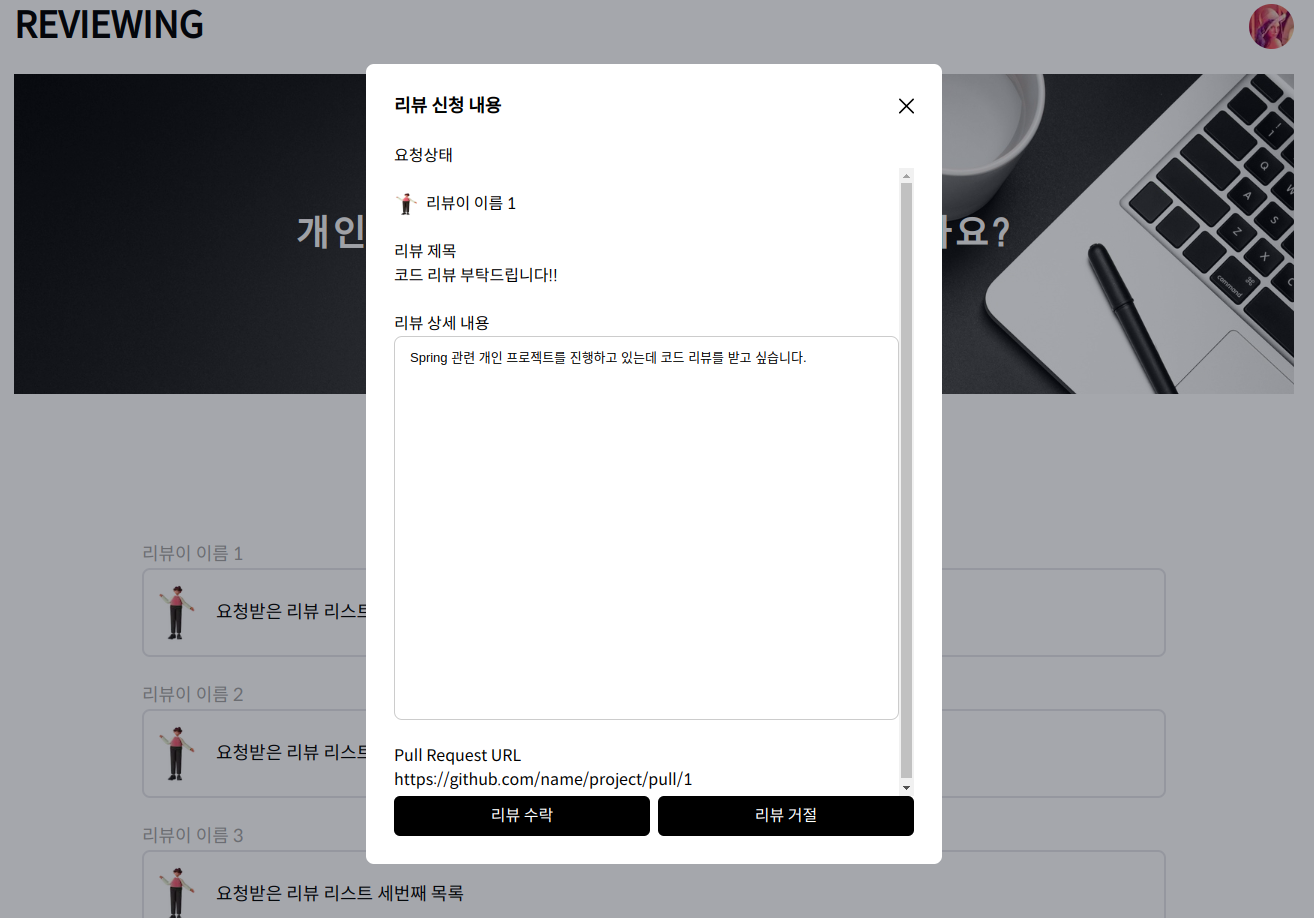 REVIEWING
개인
요?
리뷰 신청 내용
요청상태
리뷰이 이름 1
리뷰 제목
코드 리뷰 부탁드립니다!!
리뷰 상세 내용
Spring 관련 개인 프로젝트를 진행하고 있는데 코드 리뷰를 받고 싶습니다.
Pull Request URL
https://github.com/name/project/pull/1
리뷰 수락
리뷰 거절
리뷰이 이름 1
요청받은 리뷰 리스트
리뷰이 이름 2
요청받은 리뷰 리스트
리뷰이 이름 3
요청받은 리뷰 리스트 세번째 목록
Q
W
A
S
Z
X
C
⌘
command